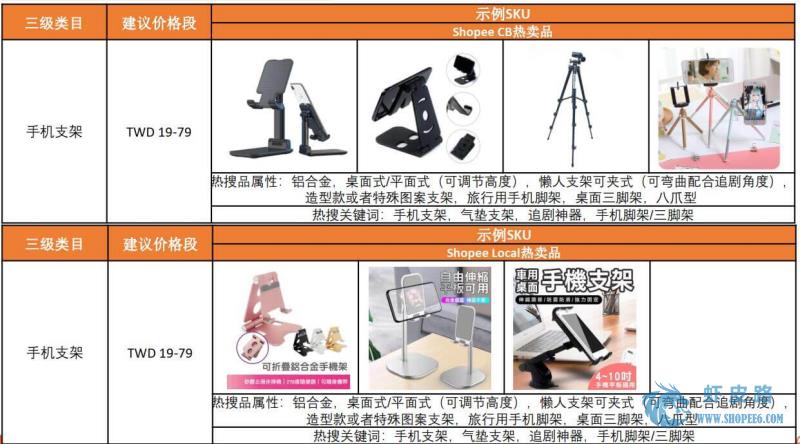 三级类目 建议价格段 示例SKU
Shopee CB热卖品
手机支架 TWD 19-79
热搜品属性：铝合金，桌面式/平面式（可调节高度），懒人支架可夹式（可弯曲配合追剧角度），
造型款或者特殊图案支架，旅行用手机脚架，桌面三脚架，八爪型
热搜关键词：手机支架，气垫支架，追剧神器，手机脚架/三脚架
三级类目 建议价格段 示例SKU
Shopee Local热卖品
自由伸縮
平板可用
車用
桌面 手機支架
可折疊鋁合金手機架
4~10吋
手機平板適用
手机支架 TWD 19-79
热搜品属性：铝合金，桌面式/平面式（可调节高度），懒人支架可夹式（可弯曲配合追剧角度），
造型款或者特殊图案支架，旅行用手机脚架，桌面三脚架，八爪型
热搜关键词：手机支架，气垫支架，追剧神器，手机脚架/三脚架
虾皮路
WWW.SHOPEE6.COM